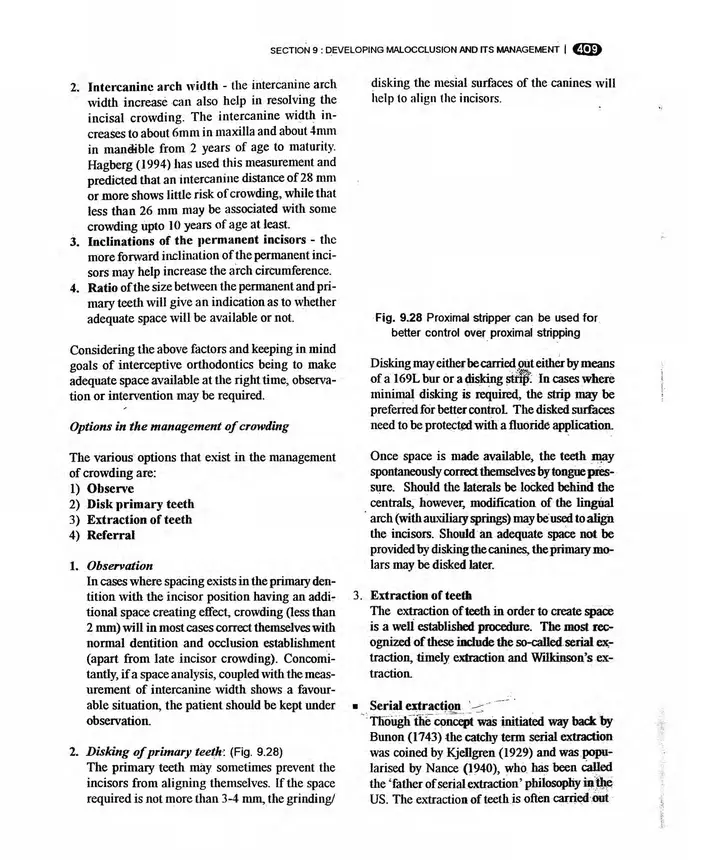 SECTION 9 : DEVELOPING MALOCCLUSION AND ITS MANAGEMENT | 409
2. Intercanine arch width - the intercanine arch
width increase can also help in resolving the
incisal crowding. The intercanine width in-
creases to about 6mm in maxilla and about 4mm
in mandible from 2 years of age to maturity.
Hagberg (1994) has used this measurement and
predicted that an intercanine distance of 28 mm
or more shows little risk of crowding, while that
less than 26 mm may be associated with some
crowding upto 10 years of age at least.
3. Inclinations of the permanent incisors - the
more forward inclination of the permanent inci-
sors may help increase the arch circumference.
4. Ratio of the size between the permanent and pri-
mary teeth will give an indication as to whether
adequate space will be available or not.
Considering the above factors and keeping in mind
goals of interceptive orthodontics being to make
adequate space available at the right time, observa-
tion or intervention may be required.
Options in the management of crowding
The various options that exist in the management
of crowding are:
1) Observe
2) Disk primary teeth
3) Extraction of teeth
4) Referral
1. Observation
In cases where spacing exists in the primary den-
tition with the incisor position having an addi-
tional space creating effect, crowding (less than
2 mm) will in most cases correct themselves with
normal dentition and occlusion establishment
(apart from late incisor crowding). Concomi-
tantly, if a space analysis, coupled with the meas-
urement of intercanine width shows a favour-
able situation, the patient should be kept under
observation.
2. Disking of primary teeth: (Fig. 9.28)
The primary teeth may sometimes prevent the
incisors from aligning themselves. If the space
required is not more than 3-4 mm, the grinding/
disking the mesial surfaces of the canines will
help to align the incisors.
Fig. 9.28 Proximal stripper can be used for
better control over proximal stripping
Disking may either be carried out either by means
of a 169L bur or a disking strip. In cases where
minimal disking is required, the strip may be
preferred for better control. The disked surfaces
need to be protected with a fluoride application.
Once space is made available, the teeth may
spontaneously correct themselves by tongue pres-
sure. Should the laterals be locked behind the
centrals, however, modification of the lingual
arch (with auxiliary springs) may be used to align
the incisors. Should an adequate space not be
provided by disking the canines, the primary mo-
lars may be disked later.
3. Extraction of teeth
The extraction of teeth in order to create space
is a well established procedure. The most rec-
ognized of these include the so-called serial ex-
traction, timely extraction and Wilkinson's ex-
traction.
▪ Serial extraction
Though the concept was initiated way back by
Bunon (1743) the catchy term serial extraction
was coined by Kjellgren (1929) and was popu-
larised by Nance (1940), who has been called
the 'father of serial extraction' philosophy in the
US. The extraction of teeth is often carried out